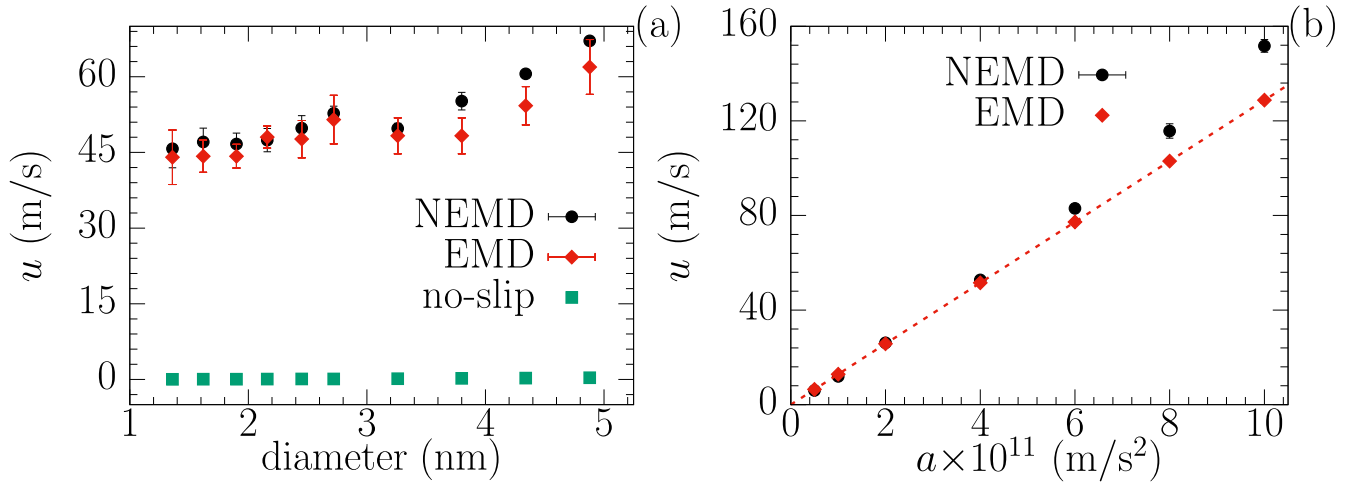 (a)
60
45
30
15
0
u (m/s)
NEMD
EMD
no-slip
1 2 3 4 5
diameter (nm)
(b)
160
120
80
40
0
u (m/s)
NEMD
EMD
0 2 4 6 8 10
a×10¹¹ (m/s²)